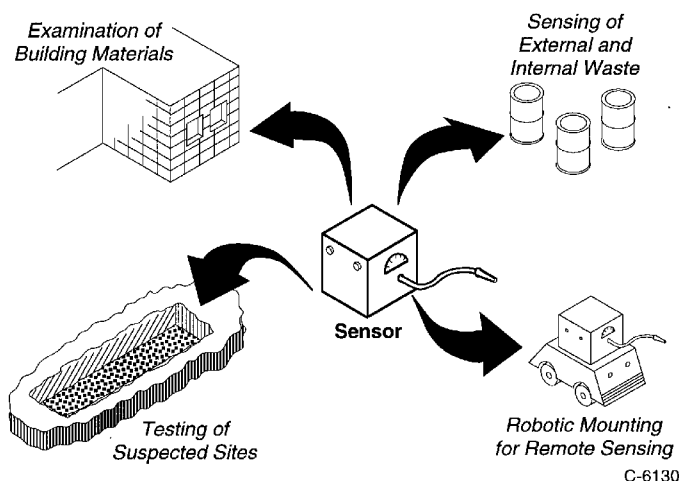 Examination of
Building Materials
Sensing of
External and
Internal Waste
Sensor
Testing of
Suspected Sites
Robotic Mounting
for Remote Sensing
C-6130